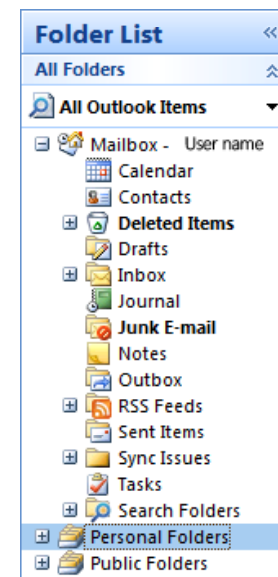 Folder List
All Folders
All Outlook Items
Mailbox - User name
Calendar
Contacts
Deleted Items
Drafts
Inbox
Journal
Junk E-mail
Notes
Outbox
RSS Feeds
Sent Items
Sync Issues
Tasks
Search Folders
Personal Folders
Public Folders